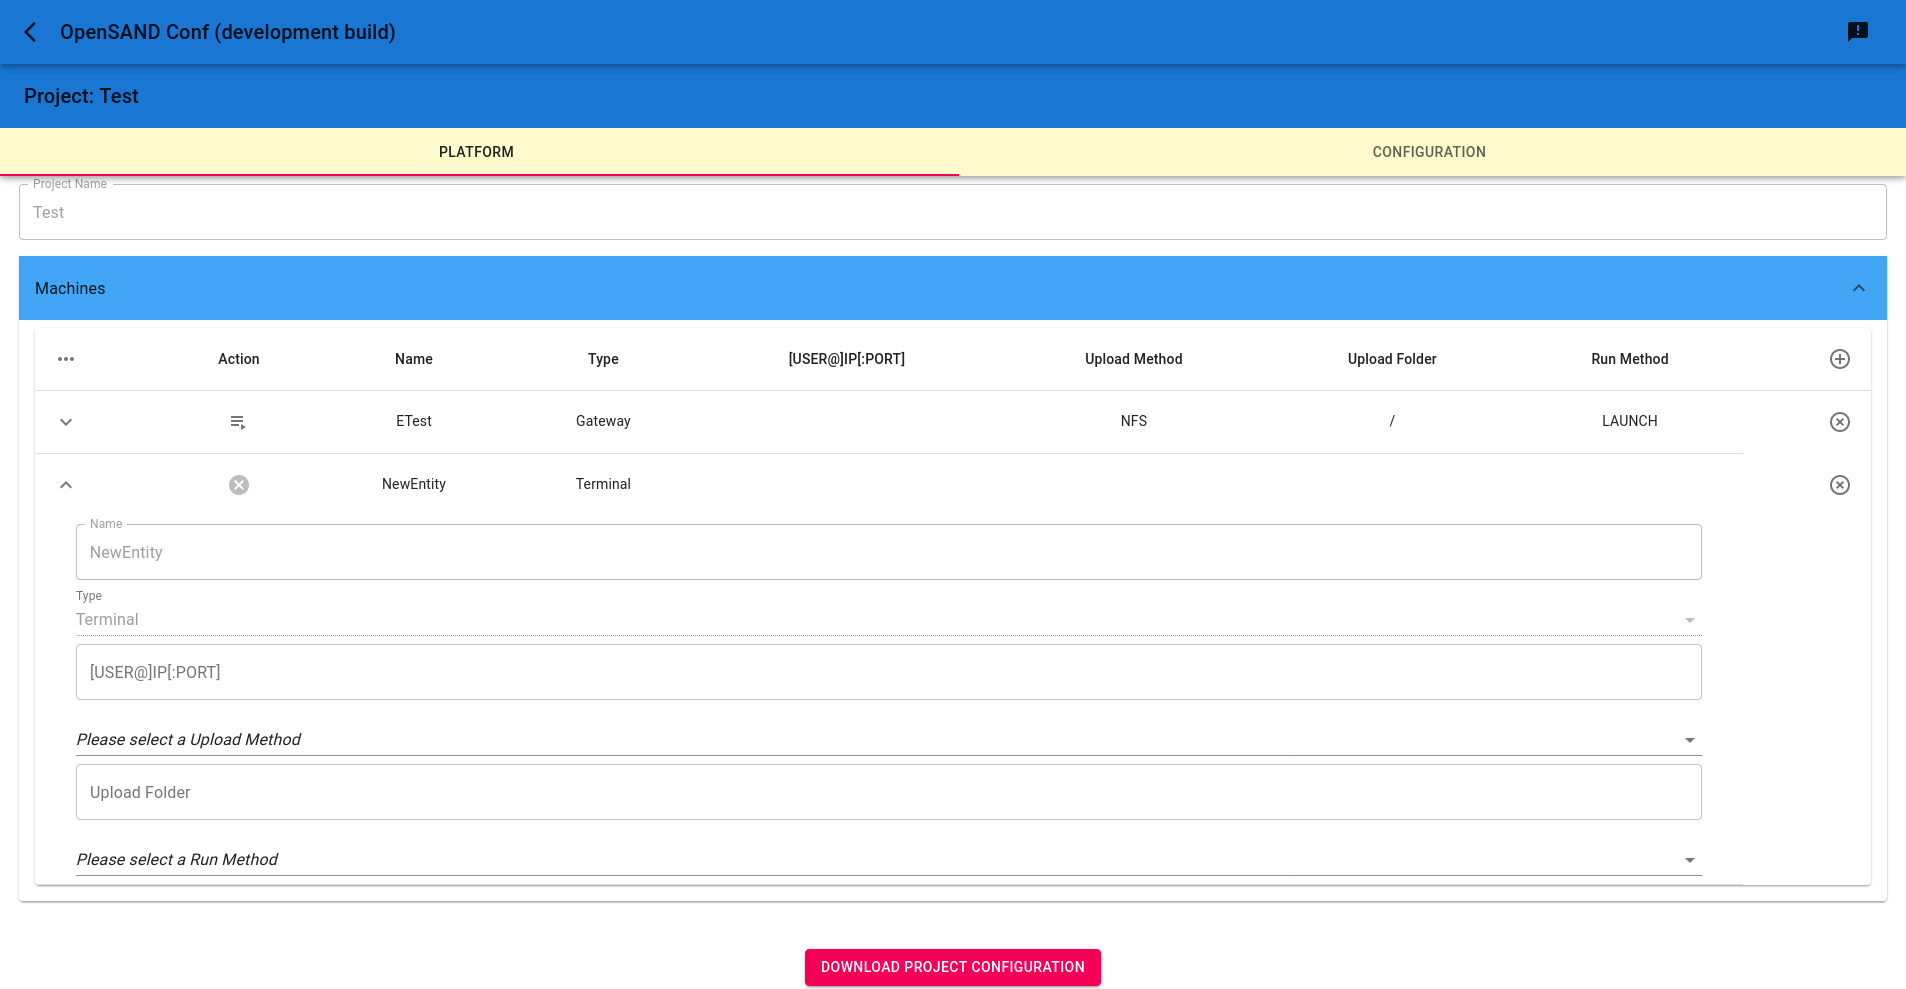 OpenSAND Conf (development build)
Project: Test
PLATFORM CONFIGURATION
Project Name
Test
Machines
Action Name Type [USER@]IP[:PORT] Upload Method Upload Folder Run Method
ETest Gateway NFS / LAUNCH
NewEntity Terminal
Name
NewEntity
Type
Terminal
[USER@]IP[:PORT]
Please select a Upload Method
Upload Folder
Please select a Run Method
DOWNLOAD PROJECT CONFIGURATION